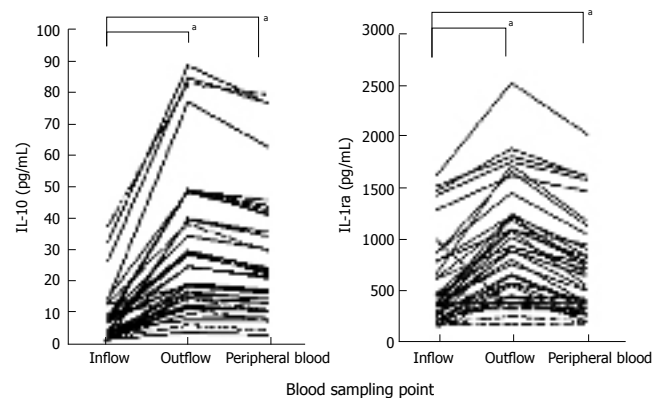 a
a
100
90
80
70
60
50
40
30
20
10
0
IL-10 (pg/mL)
Inflow Outflow Peripheral blood
a
a
3000
2500
2000
1500
1000
500
0
IL-1ra (pg/mL)
Inflow Outflow Peripheral blood
Blood sampling point